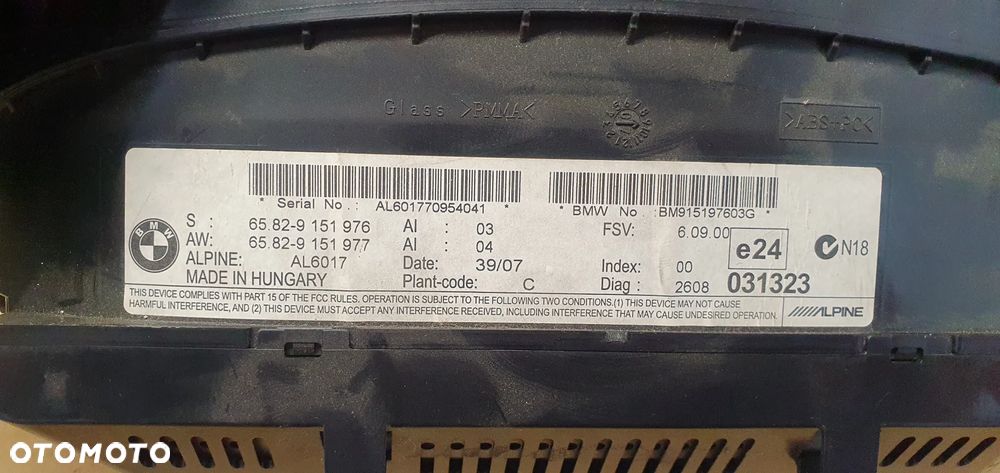 Glass >PMMA<
>ABS+PC<
* Serial No . : AL601770954041 *
* BMW No . : BM915197603G *
BMW
S : 65.82-9 151 976 AI : 03 FSV: 6.09.00
AW: 65.82-9 151 977 AI : 04
ALPINE: AL6017 Date: 39/07 Index: 00
MADE IN HUNGARY Plant-code: C Diag : 2608
e24
031323
N18
THIS DEVICE COMPLIES WITH PART 15 OF THE FCC RULES. OPERATION IS SUBJECT TO THE FOLLOWING TWO CONDITIONS.(1) THIS DEVICE MAY NOT CAUSE
HARMFUL INTERFERENCE, AND (2) THIS DEVICE MUST ACCEPT ANY INTERFERENCE RECEIVED, INCLUDING INTERFERENCE THAT MAY CAUSE UNDESIRED OPERATION.
ALPINE
OTOMOTO